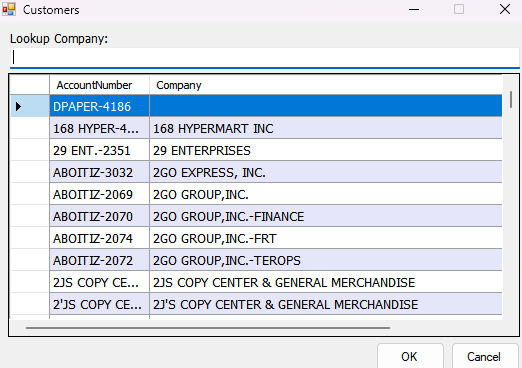 Customers
Lookup Company:
AccountNumber Company
DPAPER-4186
168 HYPER-4... 168 HYPERMART INC
29 ENT.-2351 29 ENTERPRISES
ABOITIZ-3032 2GO EXPRESS, INC.
ABOITIZ-2069 2GO GROUP,INC.
ABOITIZ-2070 2GO GROUP,INC.-FINANCE
ABOITIZ-2074 2GO GROUP,INC.-FRT
ABOITIZ-2072 2GO GROUP,INC.-TEROPS
2JS COPY CE... 2JS COPY CENTER & GENERAL MERCHANDISE
2'JS COPY CE... 2J'S COPY CENTER & GENERAL MERCHANDISE
OK Cancel